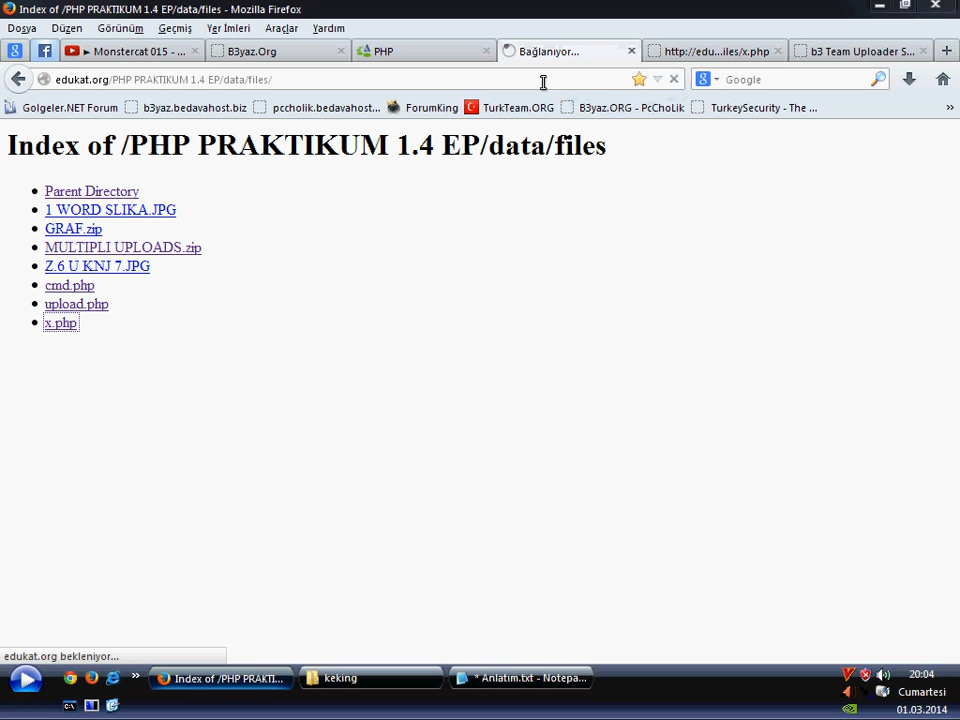 Index of /PHP PRAKTIKUM 1.4 EP/data/files - Mozilla Firefox
Dosya Düzen Görünüm Geçmiş Yer İmleri Araçlar Yardım
Monstercat 015 - ... B3yaz.Org PHP Bağlanıyor... http://edu...iles/x.php b3 Team Uploader S...
edukat.org/PHP PRAKTIKUM 1.4 EP/data/files/ Google
Golgeler.NET Forum b3yaz.bedavahost.biz pccholik.bedavahost... ForumKing TurkTeam.ORG B3yaz.ORG - PcChoLik TurkeySecurity - The ...
Index of /PHP PRAKTIKUM 1.4 EP/data/files
Parent Directory
1 WORD SLIKA.JPG
GRAF.zip
MULTIPLI UPLOADS.zip
Z.6 U KNJ 7.JPG
cmd.php
upload.php
x.php
edukat.org bekleniyor...
Index of /PHP PRAKTI... keking * Anlatım.txt - Notepa...
20:04
Cumartesi
01.03.2014